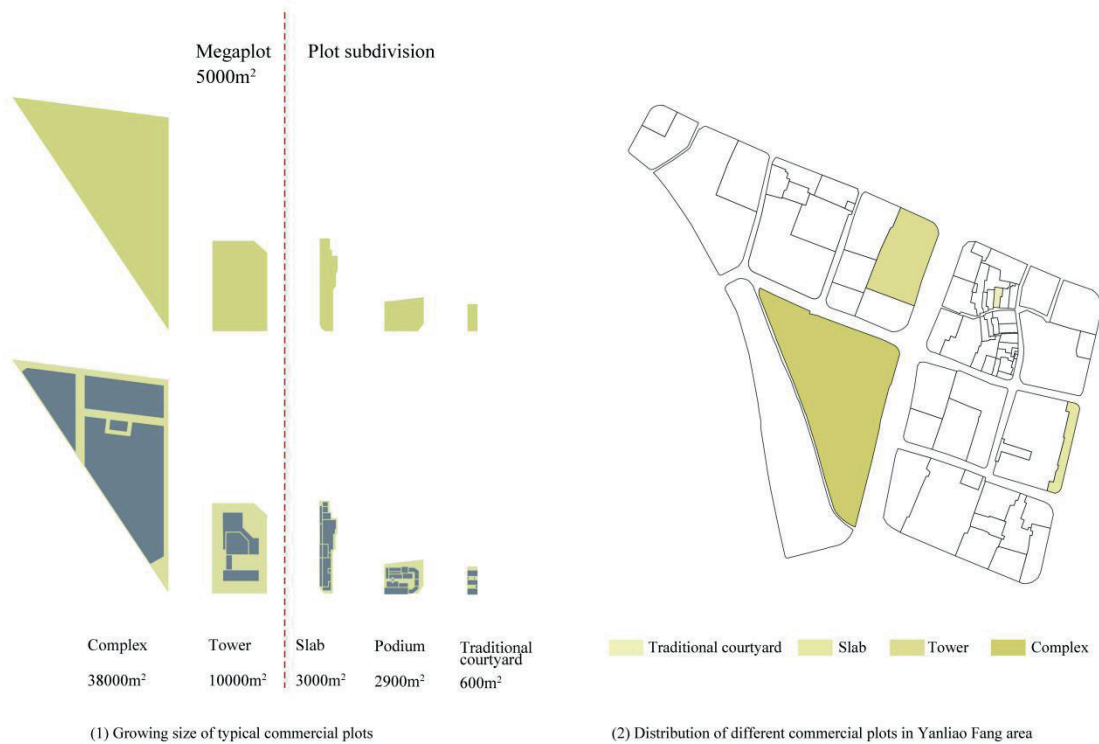 Megaplot
5000m²
Plot subdivision
Complex
Tower
Slab
Podium
Traditional
courtyard
38000m²
10000m²
3000m²
2900m²
600m²
Traditional courtyard
Slab
Tower
Complex
(1) Growing size of typical commercial plots
(2) Distribution of different commercial plots in Yanliao Fang area